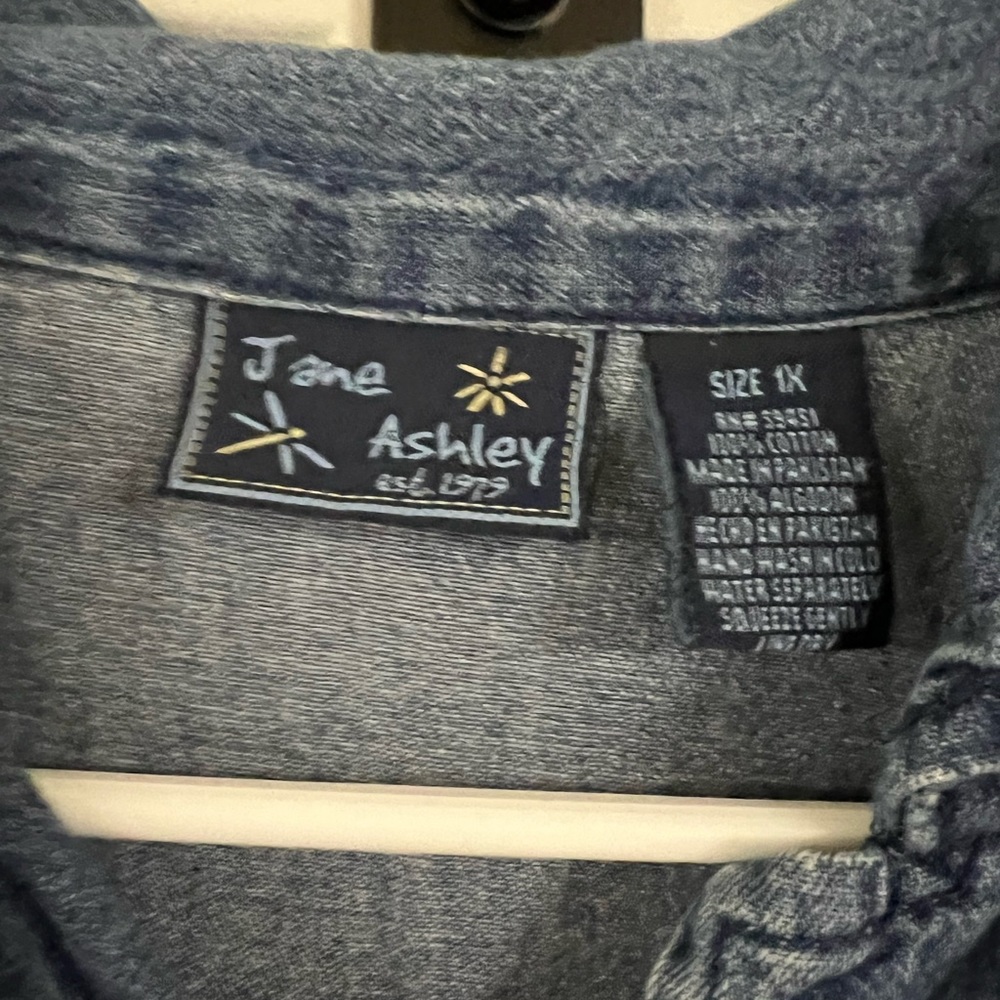 Jane
Ashley
est. 1979
SIZE 1X
100% COTTON
MADE IN PAKISTAN
100% ALGODON
HECHO EN PAKISTAN
HAND WASH IN COLD
WATER SEPARATELY
SQUEEZE GENTLY